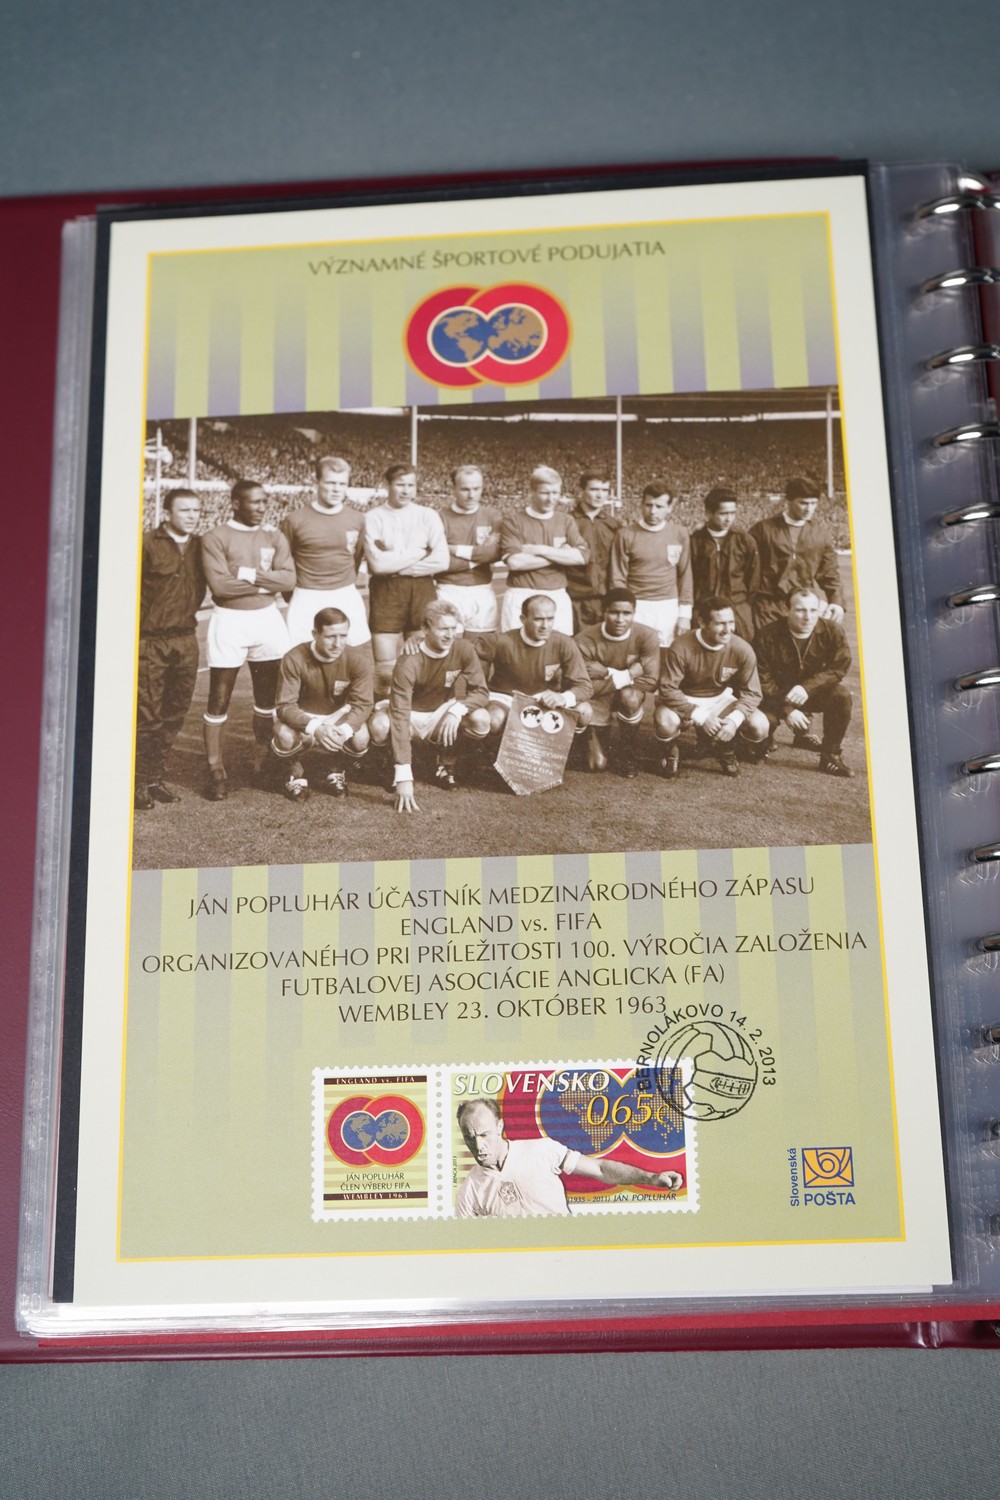 VÝZNAMNÉ ŠPORTOVÉ PODUJATIA
ENGLAND v FIFA
JÁN POPLUHÁR ÚČASTNÍK MEDZINÁRODNÉHO ZÁPASU
ENGLAND vs. FIFA
ORGANIZOVANÉHO PRI PRÍLEŽITOSTI 100. VÝROČIA ZALOŽENIA
FUTBALOVEJ ASOCIÁCIE ANGLICKA (FA)
WEMBLEY 23. OKTÓBER 1963
BERNOLÁKOVO 14.2.2013
ENGLAND vs. FIFA
JÁN POPLUHÁR
ČLEN VÝBERU FIFA
WEMBLEY 1963
SLOVENSKO
0,65€
(1935 - 2011) JÁN POPLUHÁR
Slovenská
POŠTA